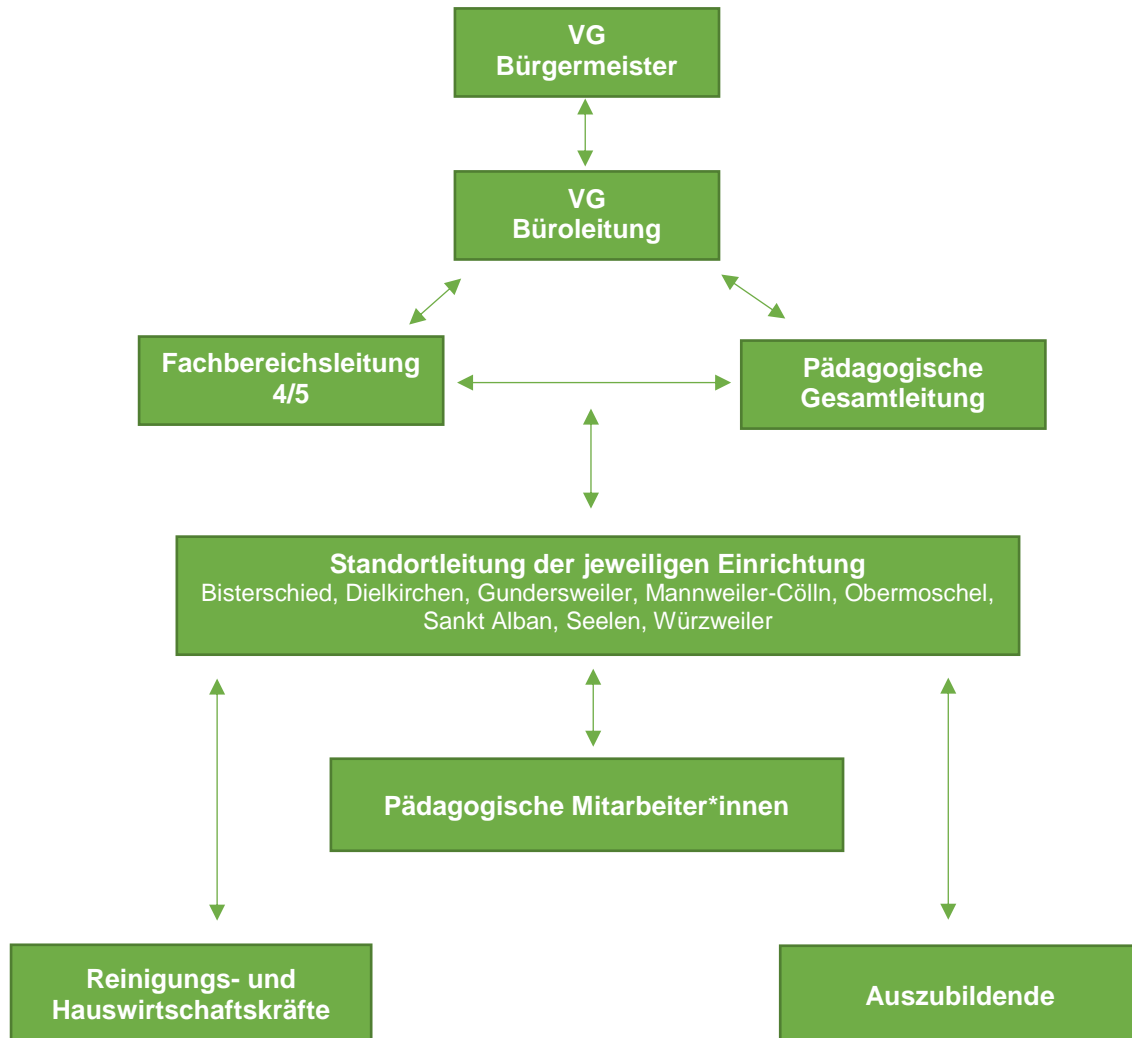 VG
Bürgermeister
VG
Büroleitung
Fachbereichsleitung
4/5
Pädagogische
Gesamtleitung
Standortleitung der jeweiligen Einrichtung
Bisterschied, Dielkirchen, Gundersweiler, Mannweiler-Cölln, Obermoschel,
Sankt Alban, Seelen, Würzweiler
Pädagogische Mitarbeiter*innen
Reinigungs- und
Hauswirtschaftskräfte
Auszubildende